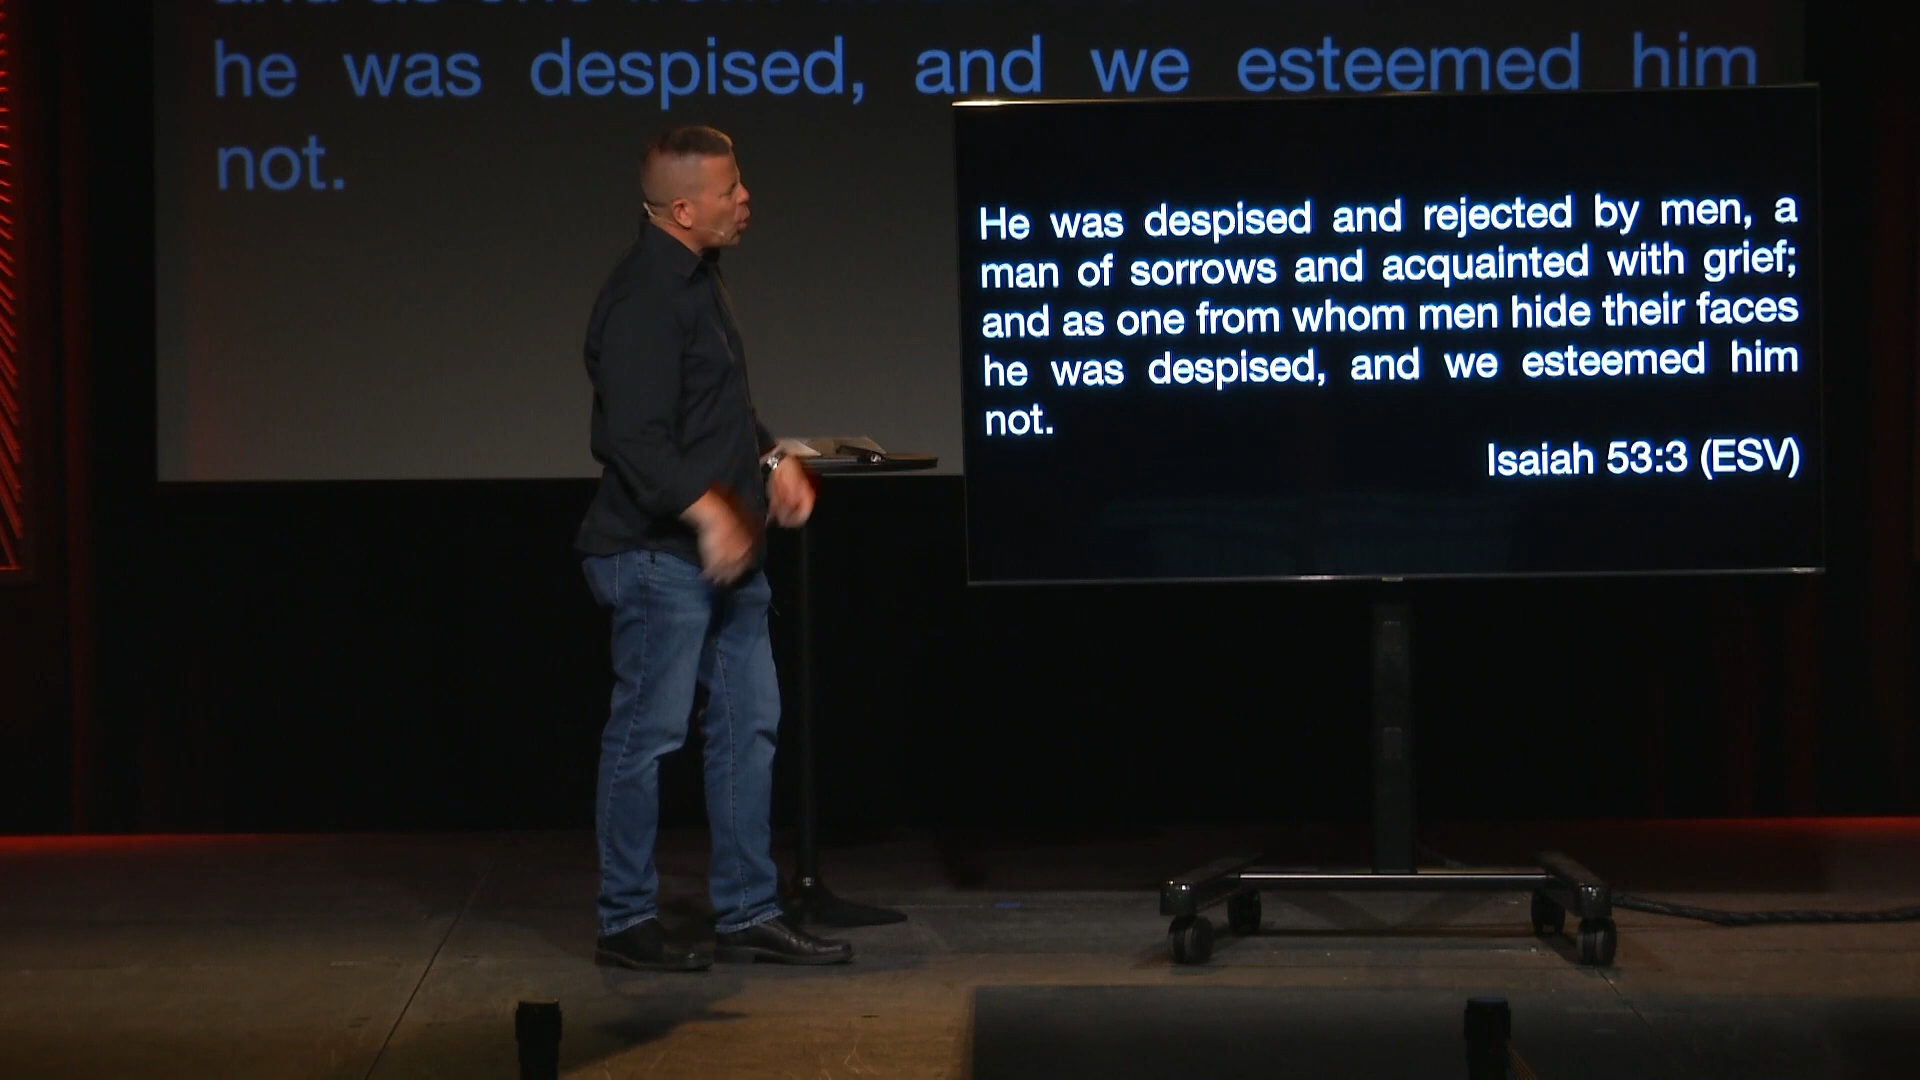 he was despised, and we esteemed him
not.
He was despised and rejected by men, a
man of sorrows and acquainted with grief;
and as one from whom men hide their faces
he was despised, and we esteemed him
not.
Isaiah 53:3 (ESV)